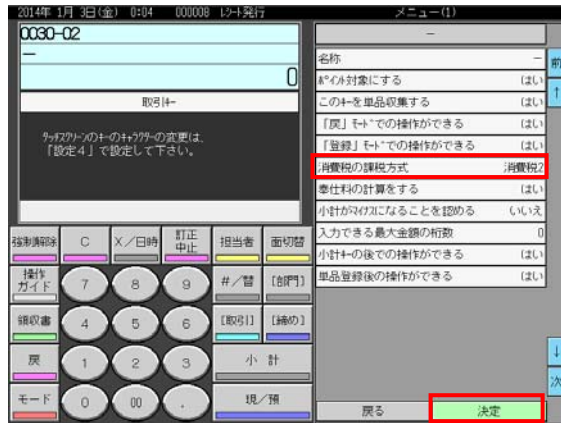 2014年 1月 3日(金) 0:04 000008 レシート発行
メニュー(1)
0030-02
—
0
取引キー
タッチスクリーンのキーのキャラクターの変更は、
「設定4」で設定して下さい。
—
名称 —
ポイント対象にする はい
このキーを単品収集する はい
「戻」モードでの操作ができる はい
「登録」モードでの操作ができる はい
消費税の課税方式 消費税2
奉仕料の計算をする はい
小計がマイナスになることを認める いいえ
入力できる最大金額の桁数 0
小計キーの後での操作ができる はい
単品登録後の操作ができる はい
前
↑
↓
次
強制解除 C ×/日時 訂正中止 担当者 面切替
操作ガイド 7 8 9 #/替 [部門]
領収書 4 5 6 [取引] [締め]
戻 1 2 3 小 計
モード 0 00 . 現/預
戻る 決定